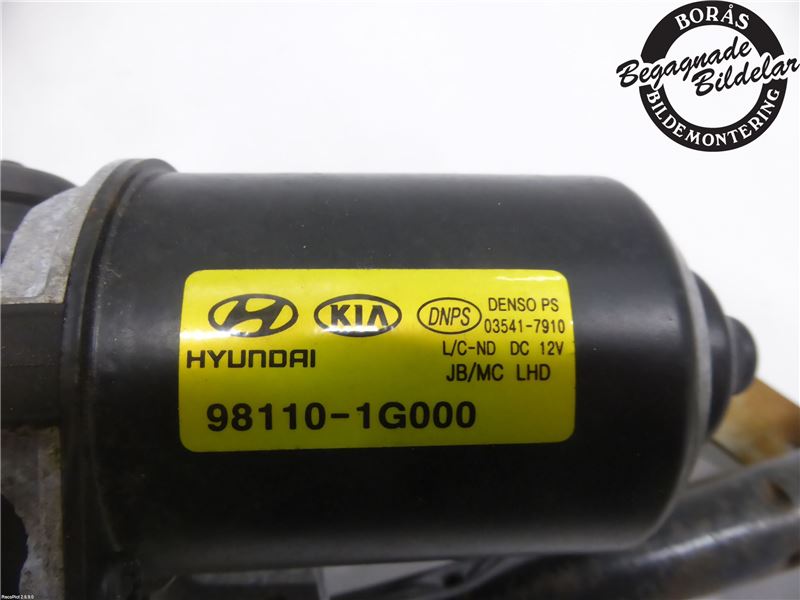 BORÅS
Begagnade
Bildelar
BILDEMONTERING
HYUNDAI
KIA
DNPS
DENSO PS
03541-7910
L/C-ND DC 12V
JB/MC LHD
98110-1G000